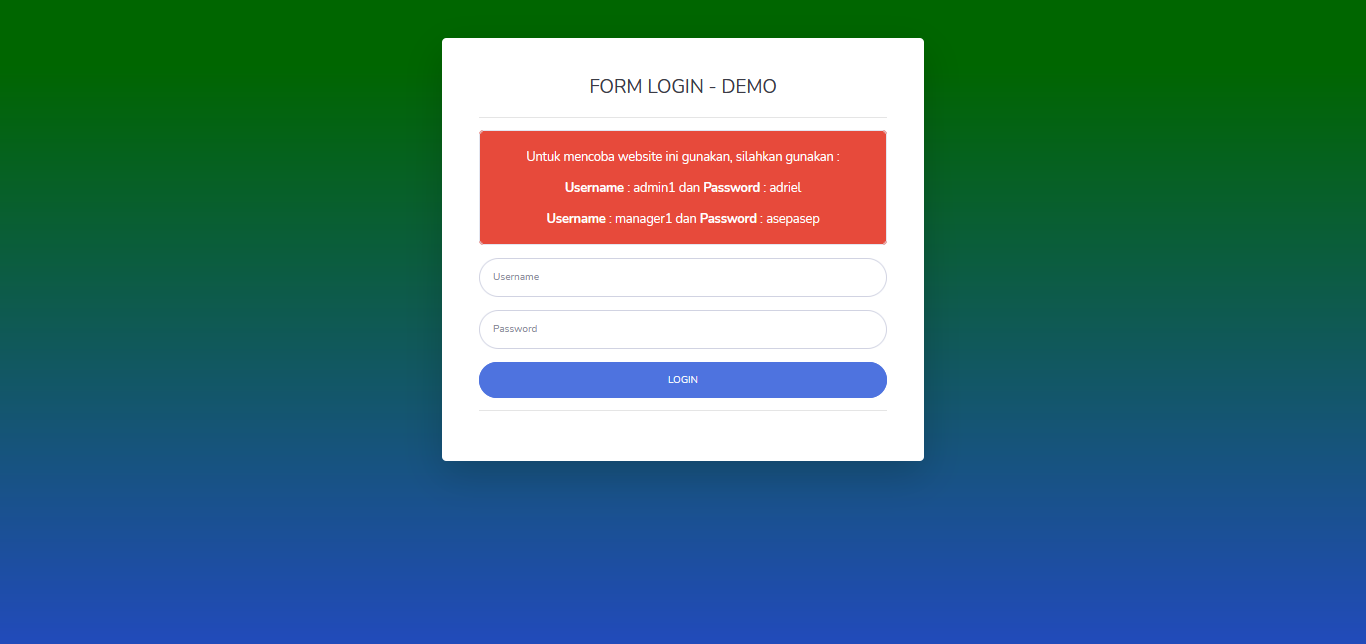 FORM LOGIN - DEMO
Untuk mencoba website ini gunakan, silahkan gunakan :
Username : admin1 dan Password : adriel
Username : manager1 dan Password : asepasep
Username
Password
LOGIN